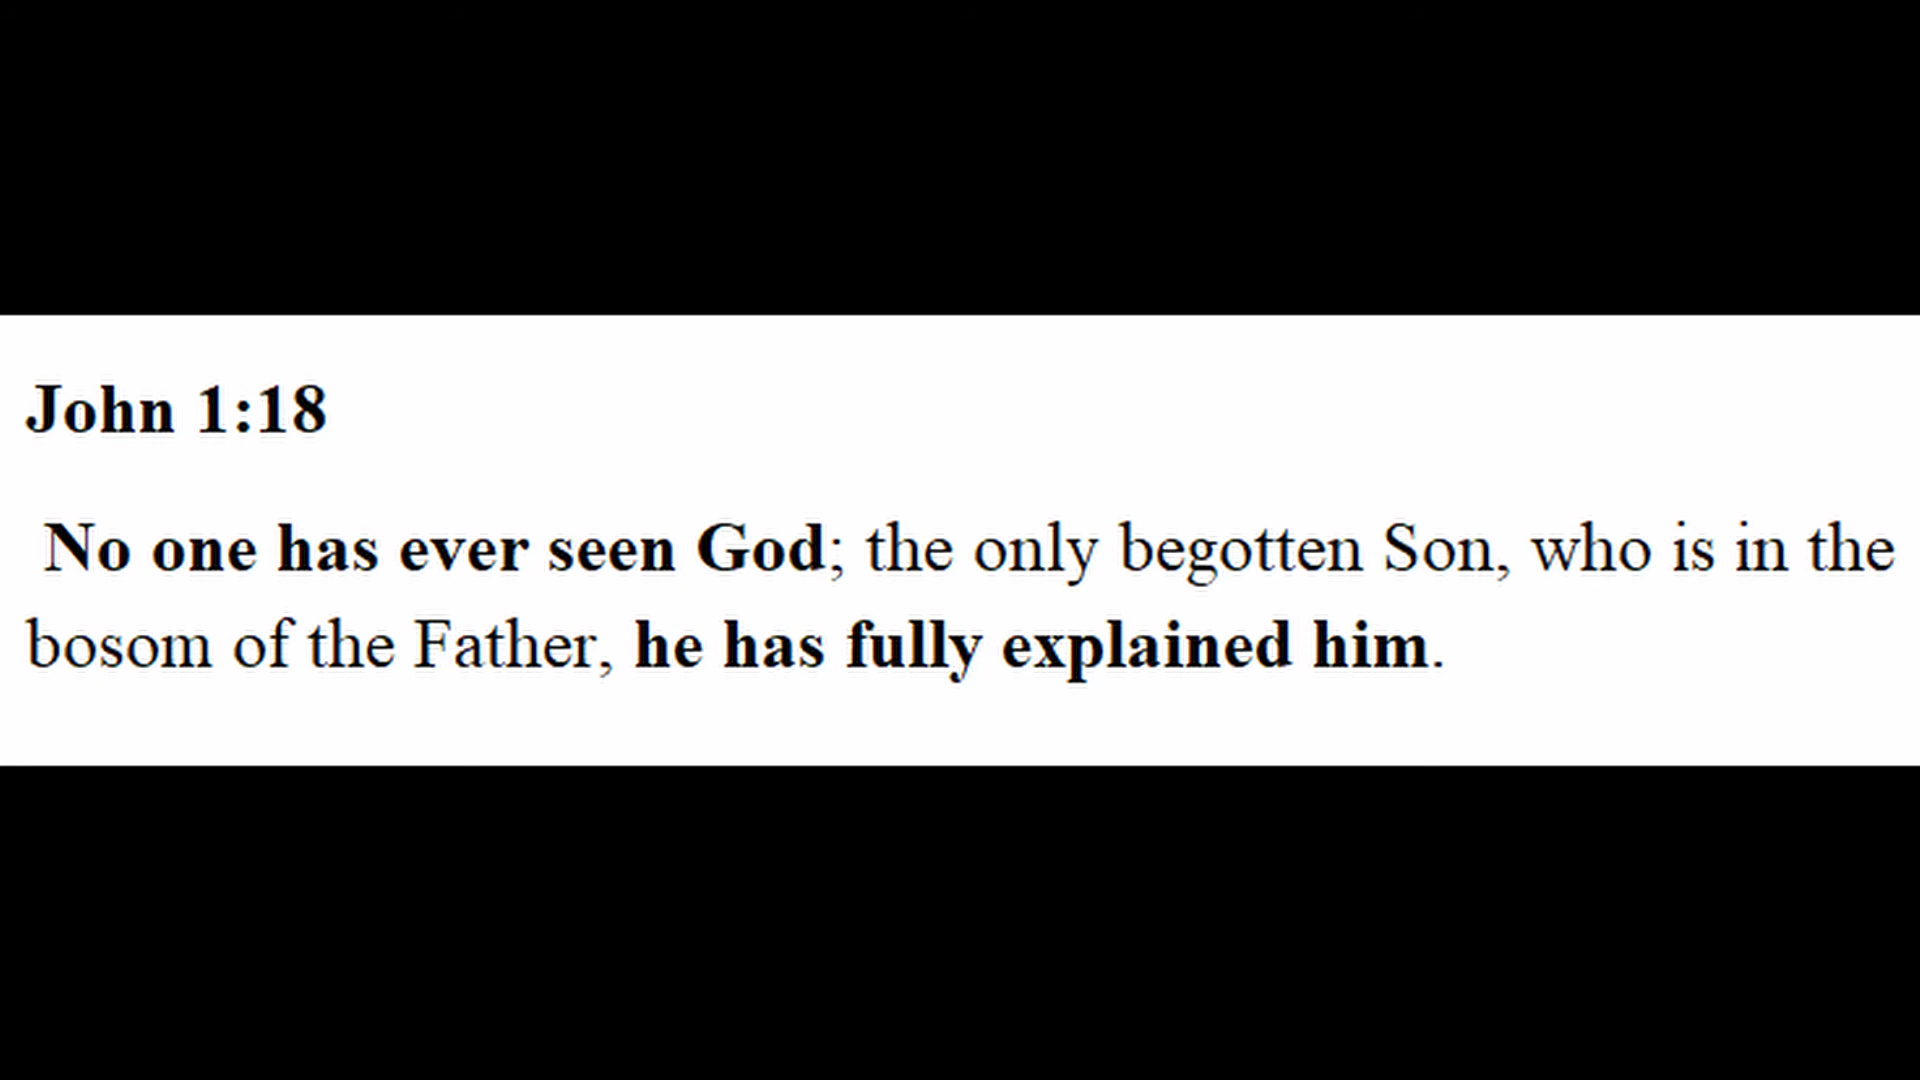 John 1:18
No one has ever seen God; the only begotten Son, who is in the
bosom of the Father, he has fully explained him.